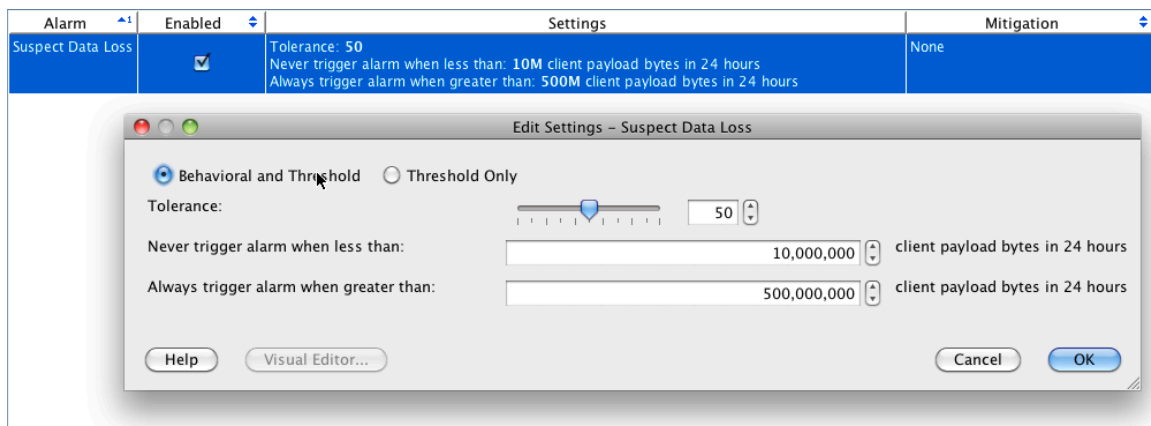 Alarm 1 Enabled Settings Mitigation
Suspect Data Loss Tolerance: 50 None
Never trigger alarm when less than: 10M client payload bytes in 24 hours
Always trigger alarm when greater than: 500M client payload bytes in 24 hours
Edit Settings – Suspect Data Loss
Behavioral and Threshold Threshold Only
Tolerance: 50
Never trigger alarm when less than: 10,000,000 client payload bytes in 24 hours
Always trigger alarm when greater than: 500,000,000 client payload bytes in 24 hours
Help Visual Editor... Cancel OK